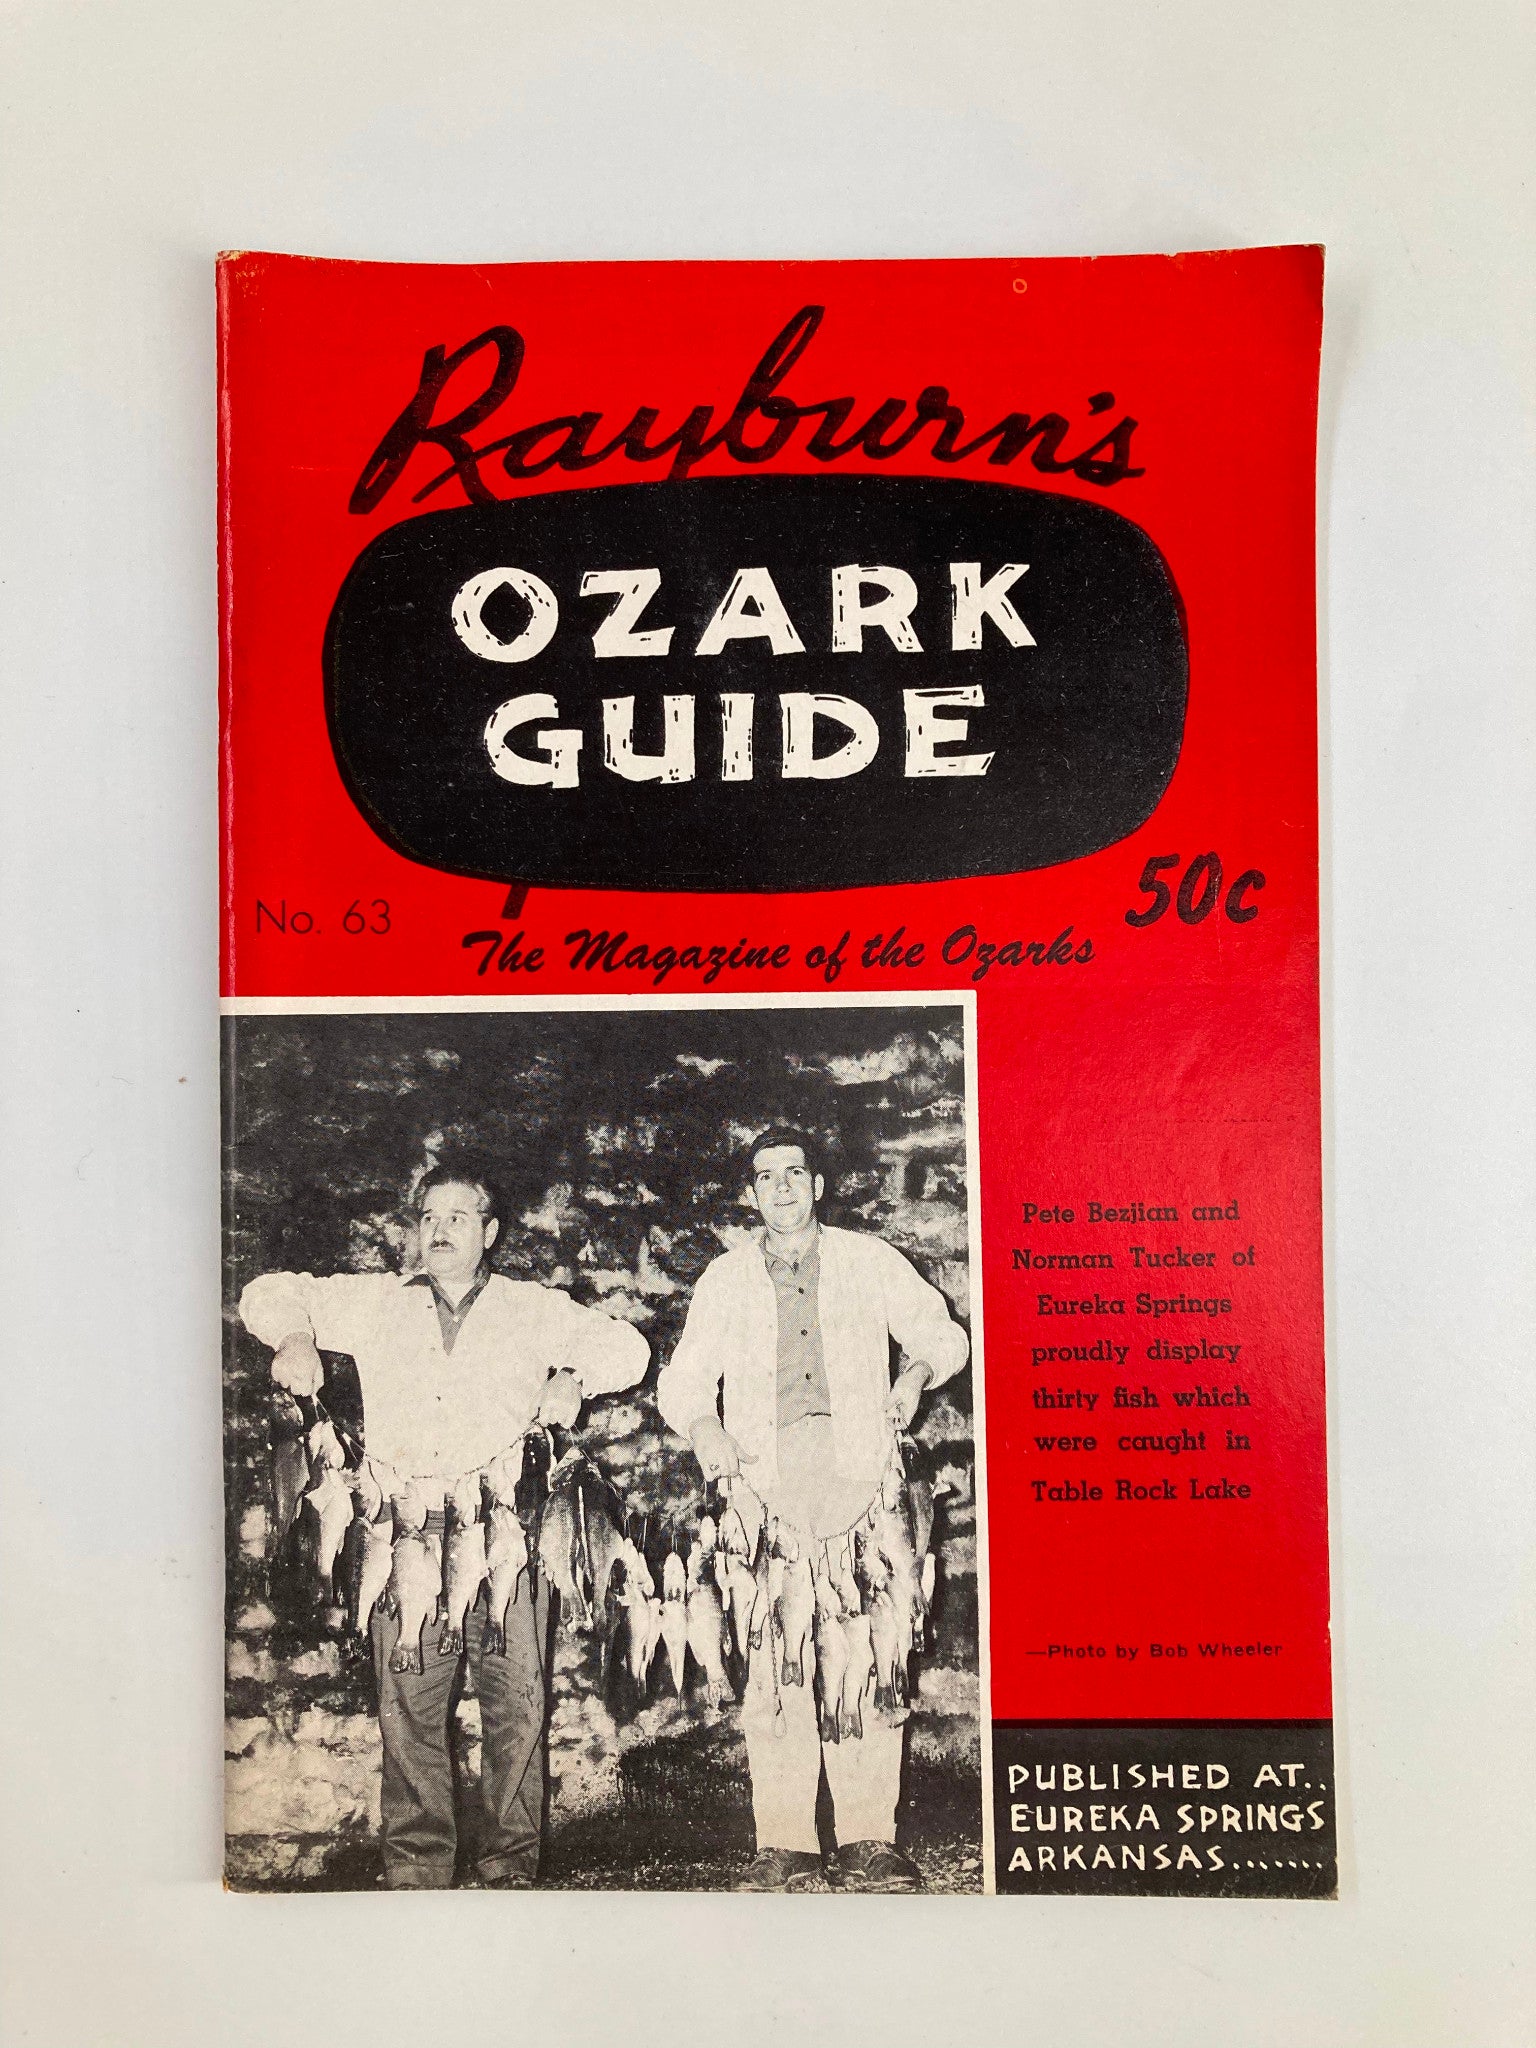 Rayburn's
OZARK
GUIDE
50c
No. 63
The Magazine of the Ozarks
Pete Bezjian and
Norman Tucker of
Eureka Springs
proudly display
thirty fish which
were caught in
Table Rock Lake
—Photo by Bob Wheeler
PUBLISHED AT..
EUREKA SPRINGS
ARKANSAS.......